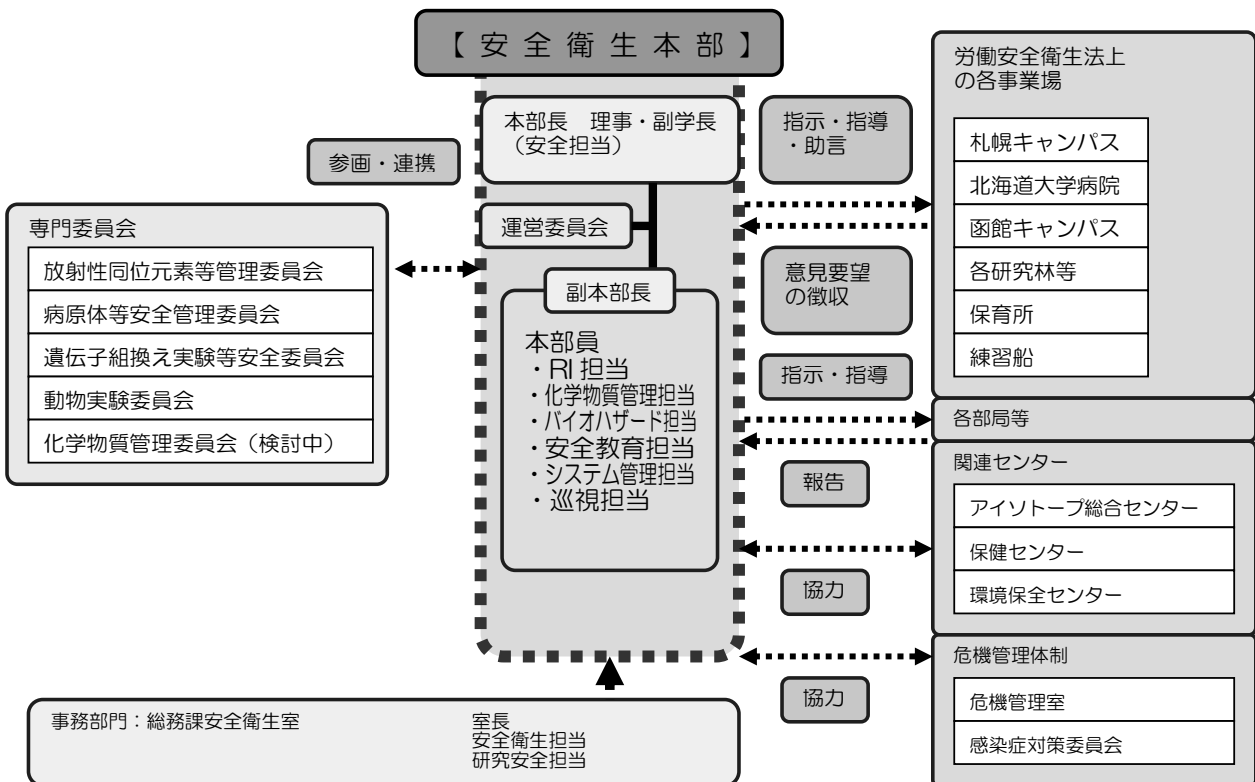 【 安 全 衛 生 本 部 】
本部長　理事・副学長
（安全担当）
運営委員会
副本部長
本部員
・RI 担当
・化学物質管理担当
・バイオハザード担当
・安全教育担当
・システム管理担当
・巡視担当
参画・連携
専門委員会
放射性同位元素等管理委員会
病原体等安全管理委員会
遺伝子組換え実験等安全委員会
動物実験委員会
化学物質管理委員会（検討中）
指示・指導
・助言
意見要望
の徴収
指示・指導
報告
協力
協力
労働安全衛生法上
の各事業場
札幌キャンパス
北海道大学病院
函館キャンパス
各研究林等
保育所
練習船
各部局等
関連センター
アイソトープ総合センター
保健センター
環境保全センター
危機管理体制
危機管理室
感染症対策委員会
事務部門：総務課安全衛生室
室長
安全衛生担当
研究安全担当